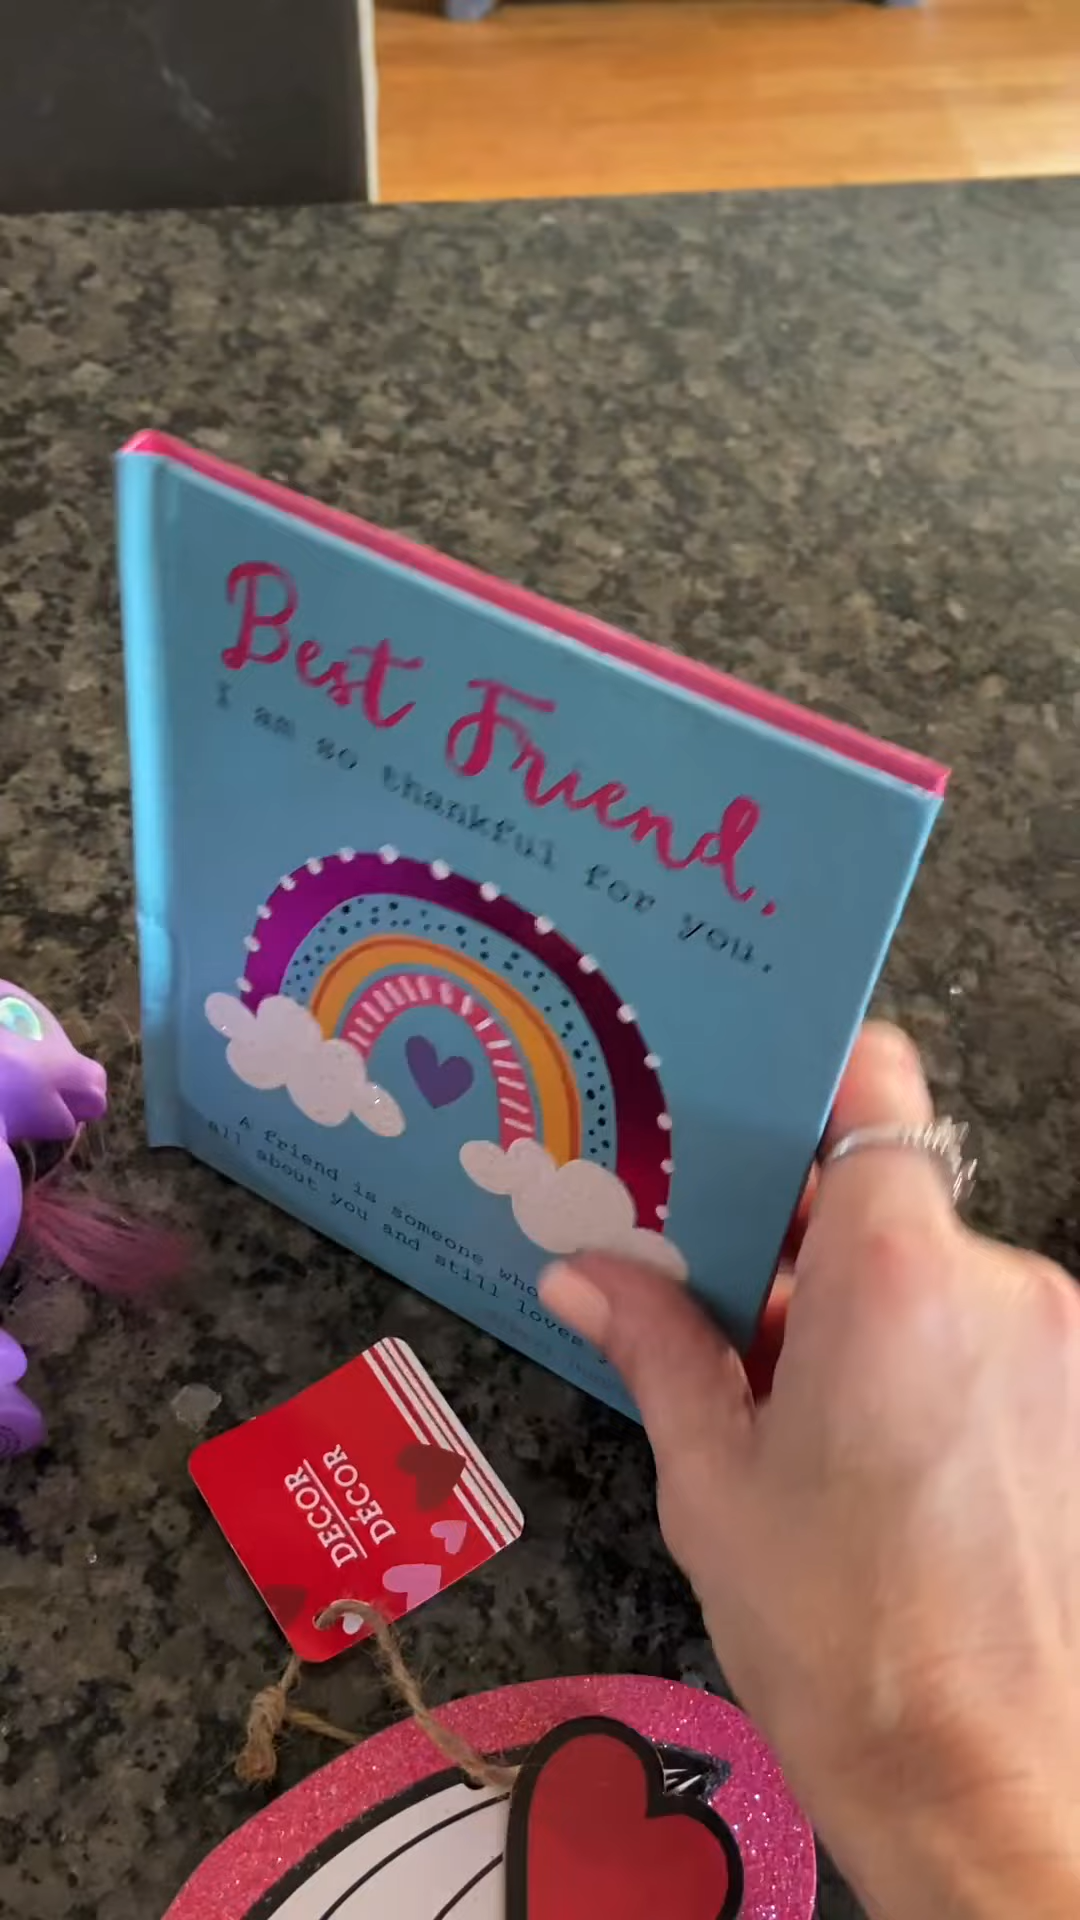 Best Friend,
I am so thankful for you.
A friend is someone who
all about you and still loves
DECOR
DÉCOR